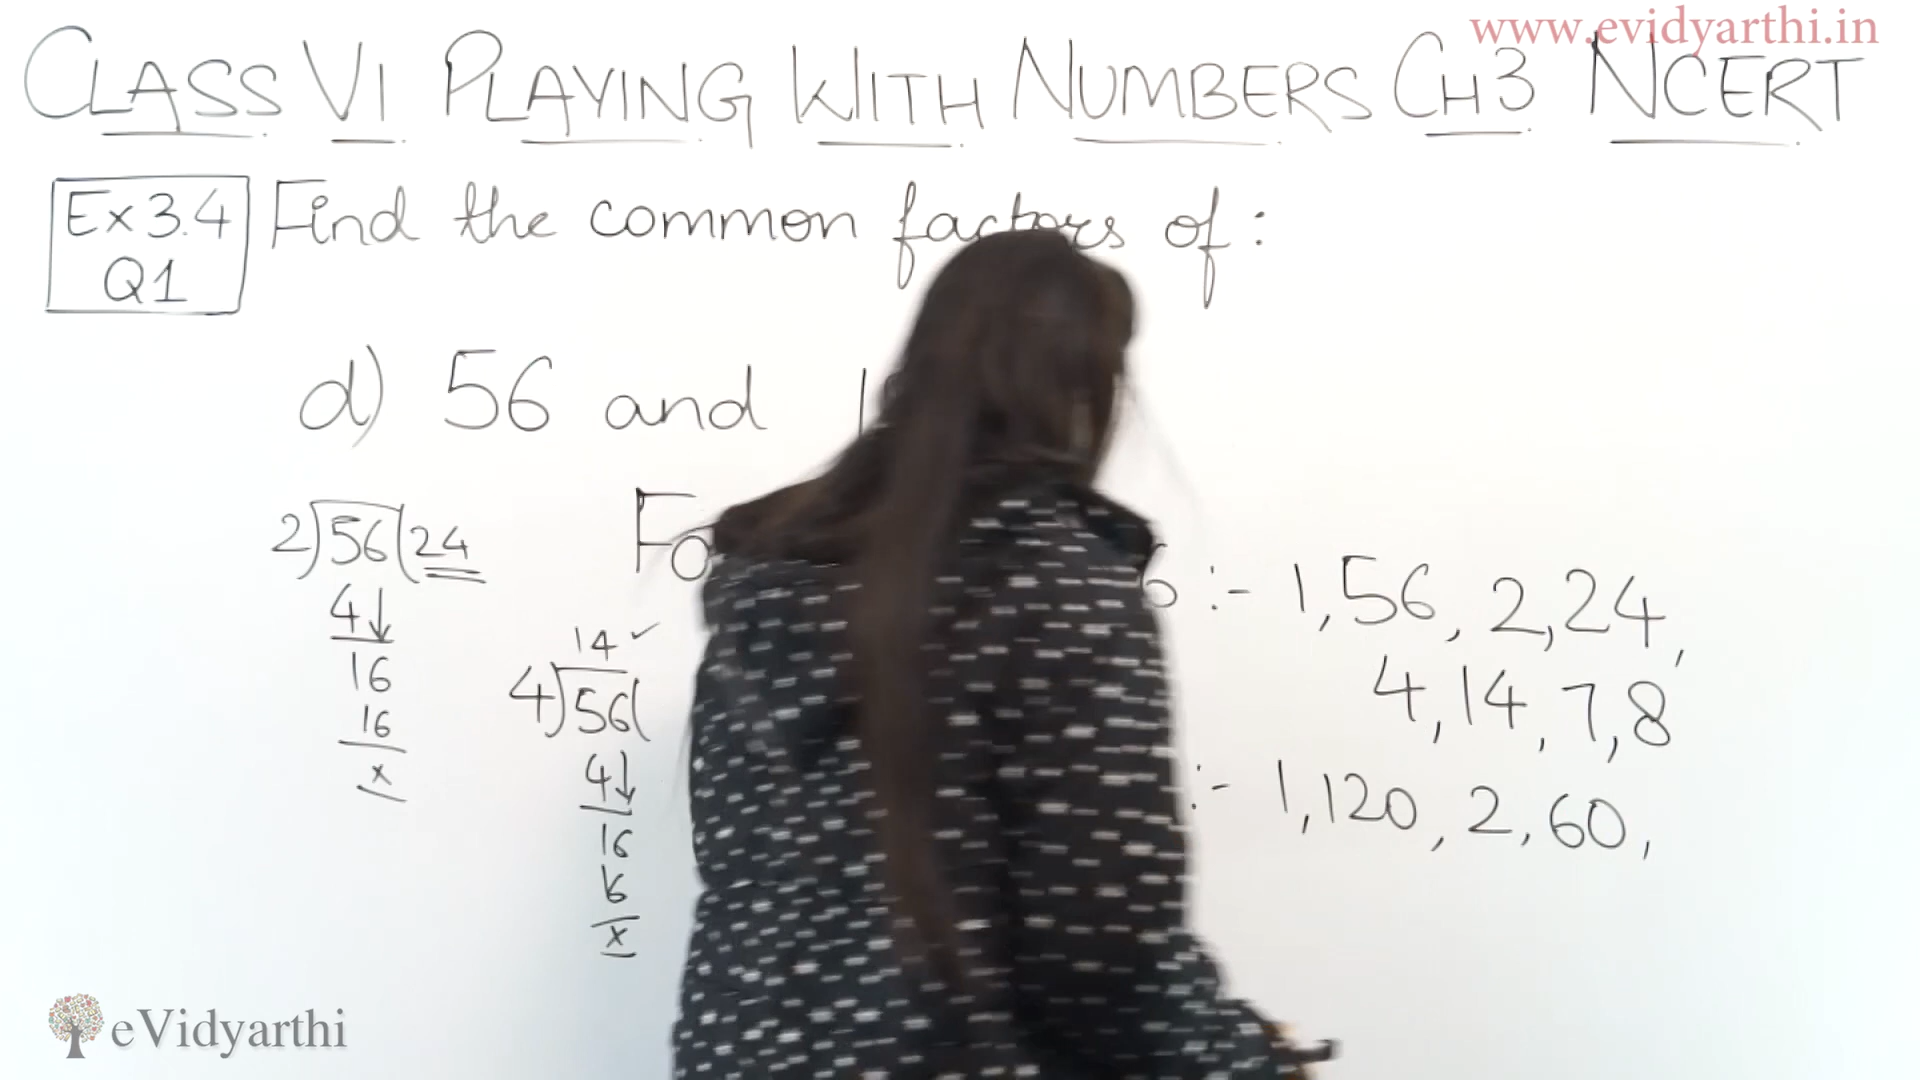 www.evidyarthi.in
CLASS VI PLAYING WITH NUMBERS CH3 NCERT
Ex 3.4
Q1
Find the common factors of :
d) 56 and
2)56(24
4↓
16
16
x
14 ✓
4)56(
4↓
16
16
x
:- 1, 56, 2, 24,
4, 14, 7, 8
:- 1, 120, 2, 60,
eVidyarthi